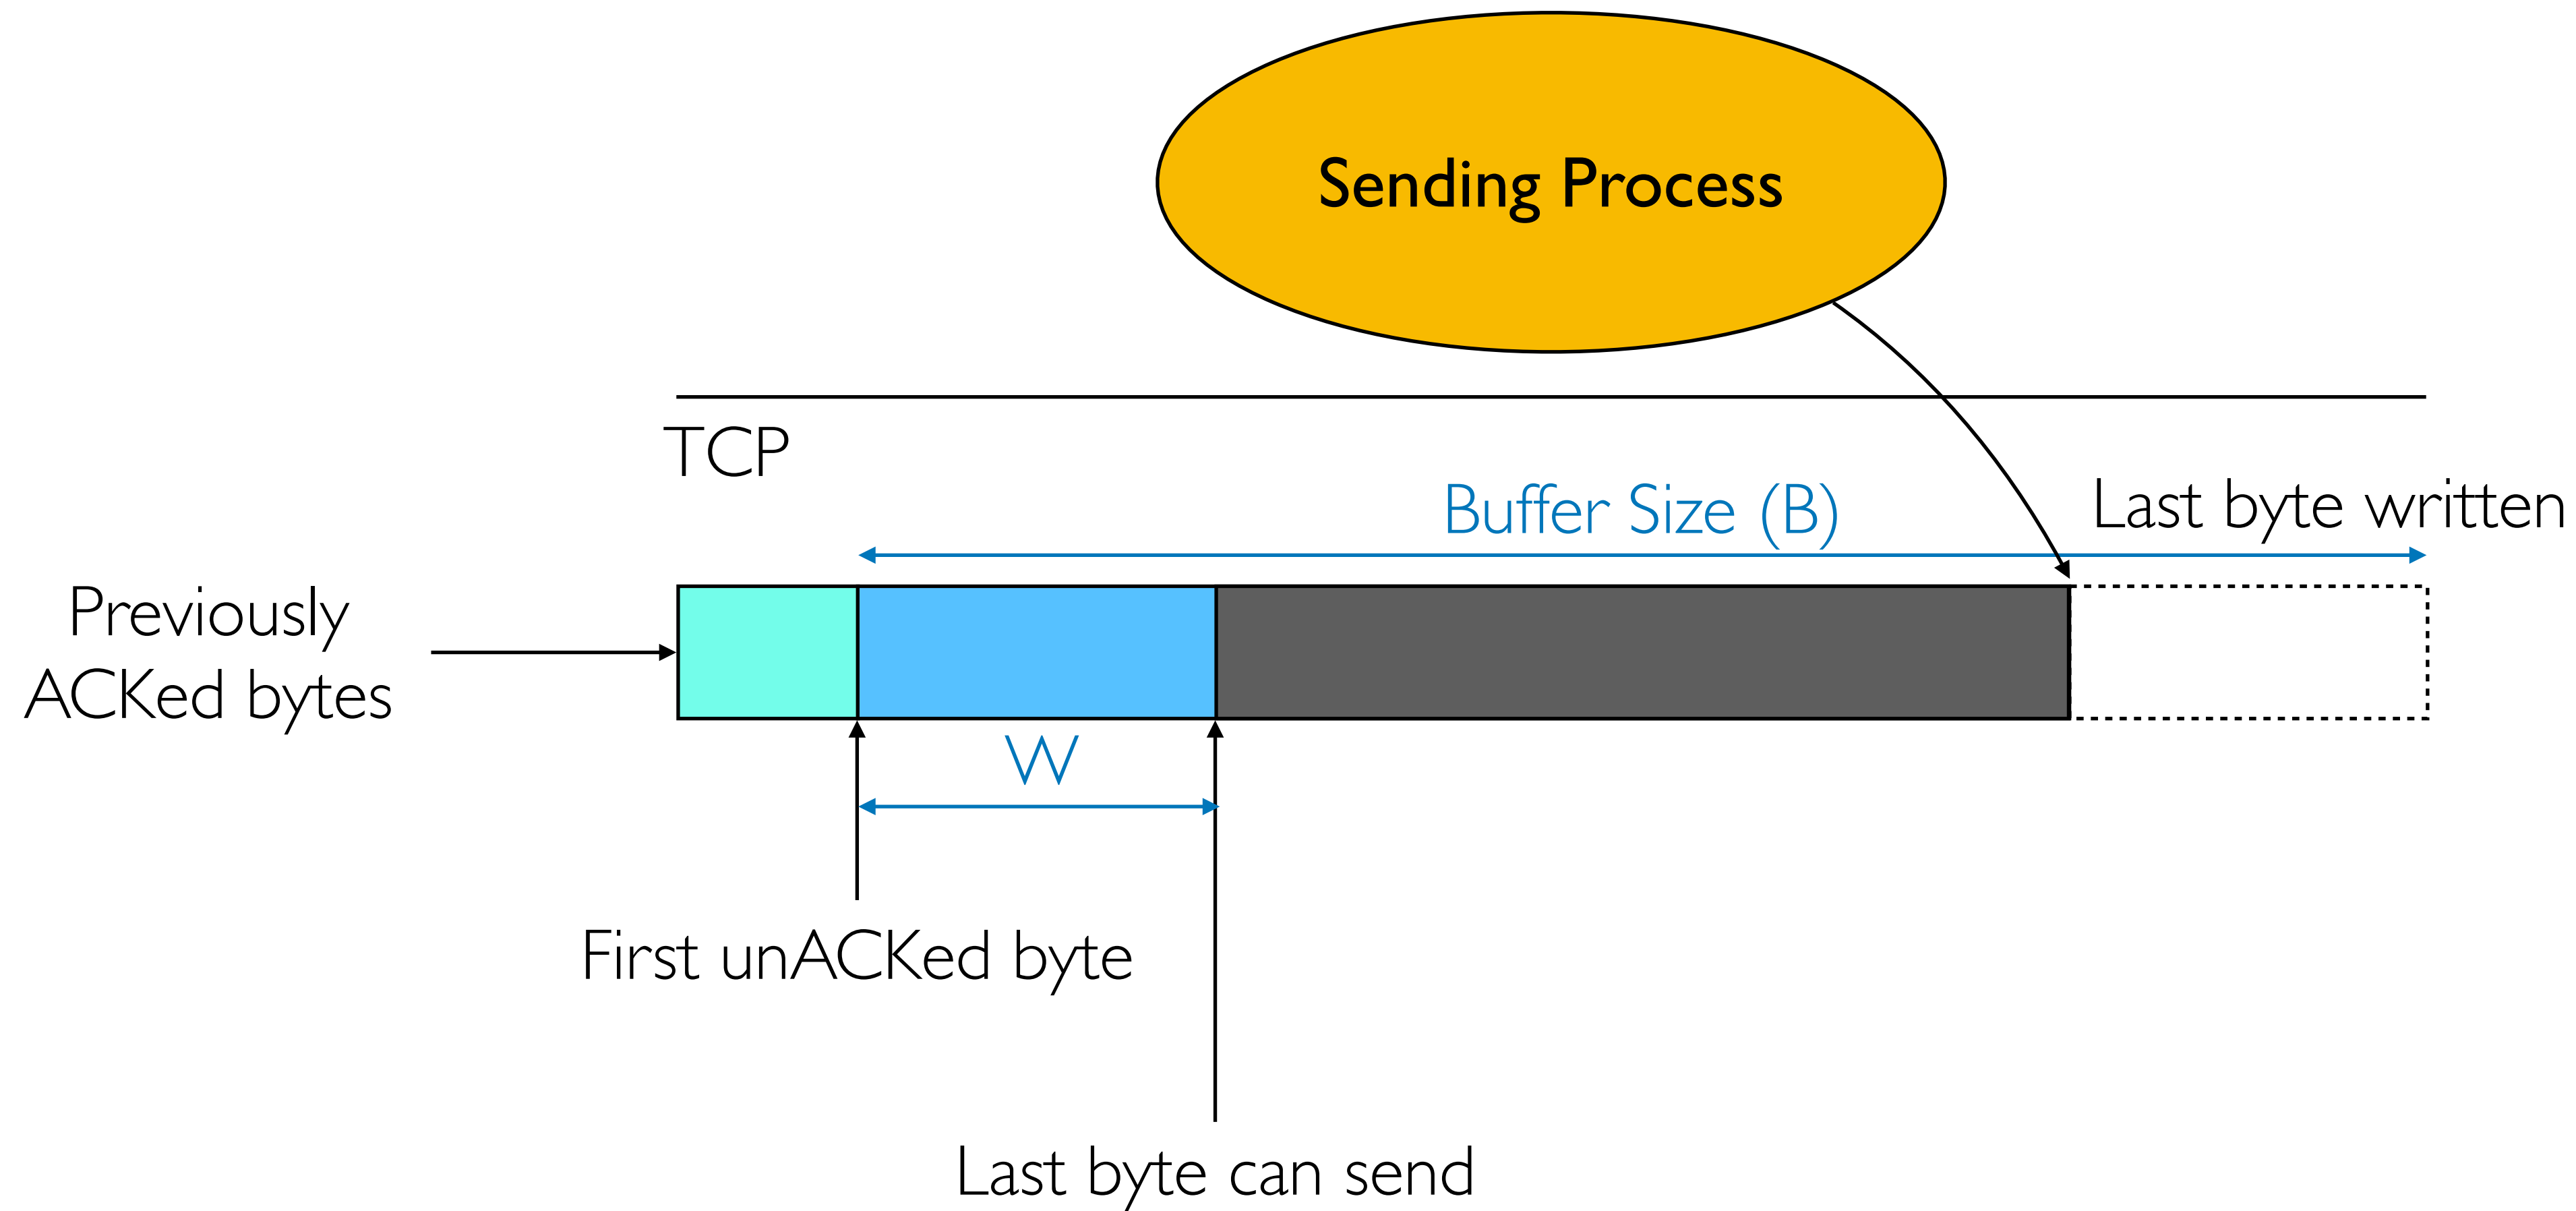 Sending Process
TCP
Buffer Size (B)
Last byte written
Previously
ACKed bytes
W
First unACKed byte
Last byte can send